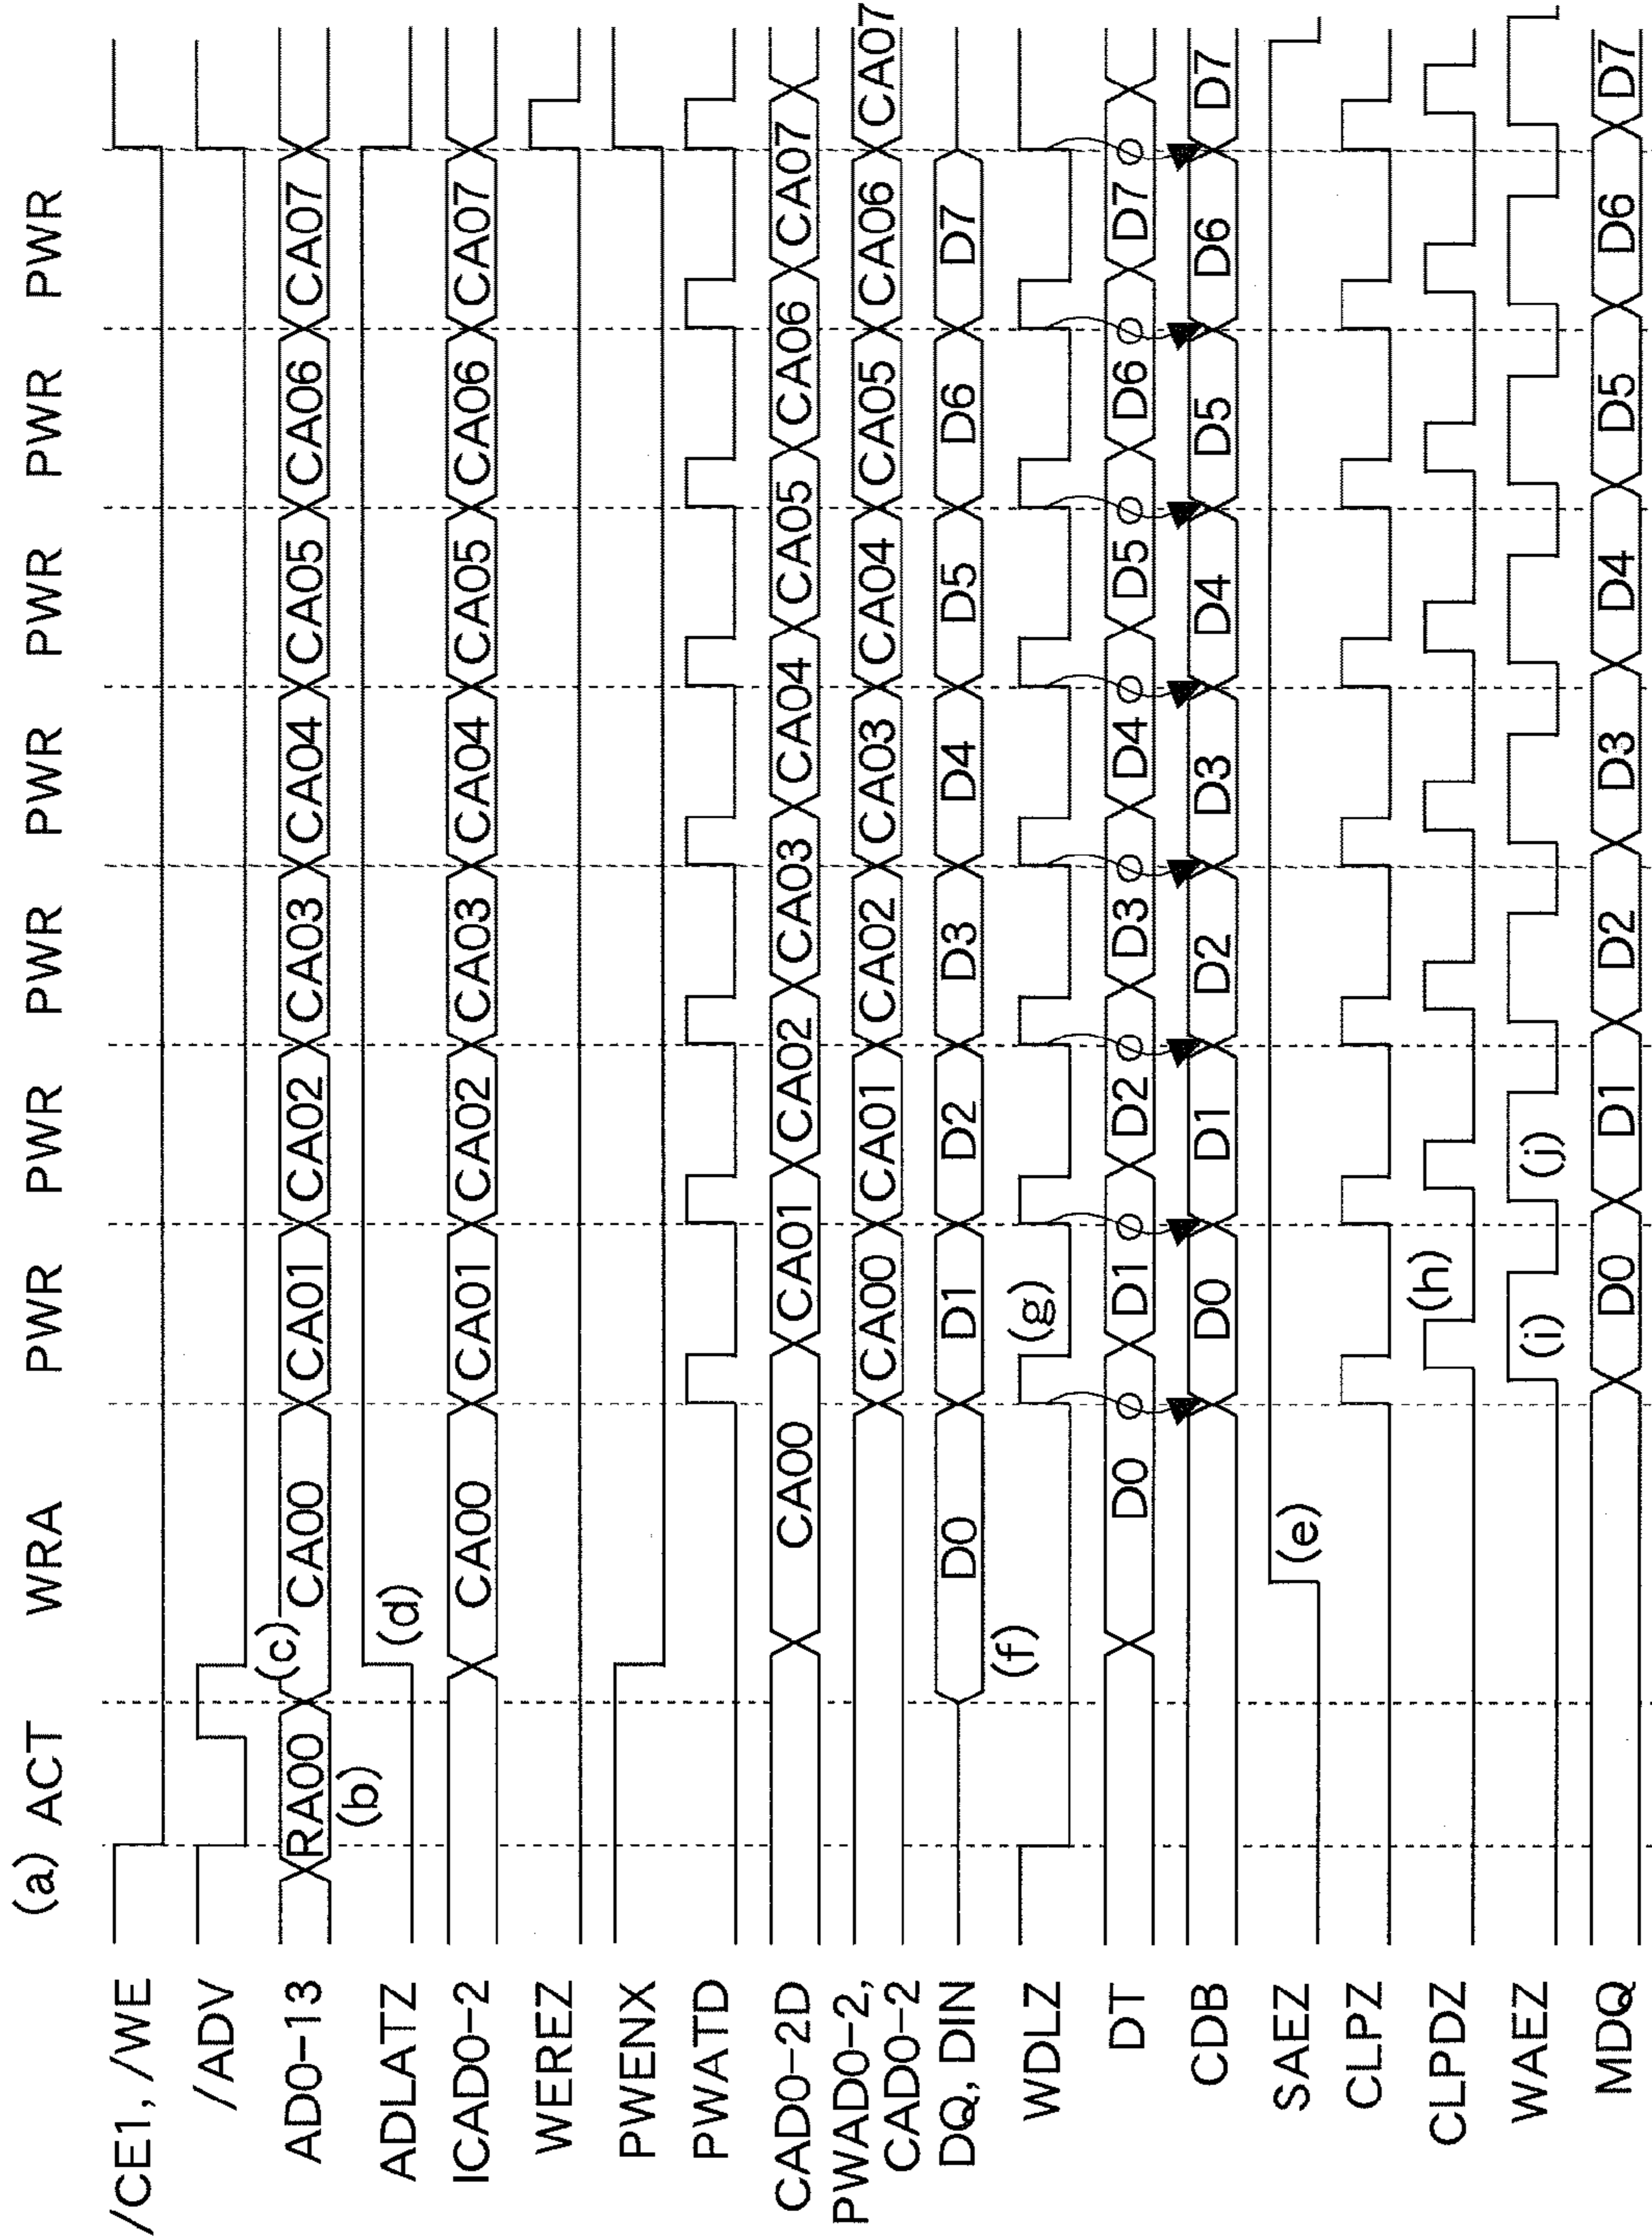 (a) ACT WRA PWR PWR PWR PWR PWR PWR PWR
/CE1, /WE
/ADV
(c)
AD0-13 RA00 CA00 CA01 CA02 CA03 CA04 CA05 CA06 CA07
(b)
ADLATZ (d)
ICAD0-2 CA00 CA01 CA02 CA03 CA04 CA05 CA06 CA07
WEREZ
PWENX
PWATD
CAD0-2D CA00 CA01 CA02 CA03 CA04 CA05 CA06 CA07
PWAD0-2, CA00 CA01 CA02 CA03 CA04 CA05 CA06 CA07
CAD0-2
DQ, DIN D0 D1 D2 D3 D4 D5 D6 D7
WDLZ (f) (g)
DT D0 D1 D2 D3 D4 D5 D6 D7
CDB D0 D1 D2 D3 D4 D5 D6 D7
SAEZ (e)
CLPZ
CLPDZ (h)
WAEZ (i) (j)
MDQ D0 D1 D2 D3 D4 D5 D6 D7